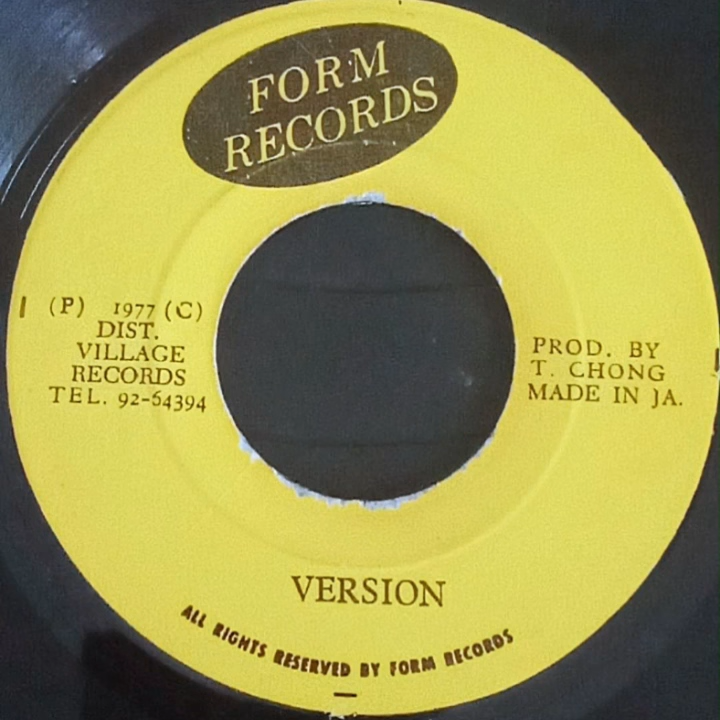 FORM
RECORDS
(P) 1977 (C)
DIST.
VILLAGE
RECORDS
TEL. 92-64394
PROD. BY
T. CHONG
MADE IN JA.
VERSION
ALL RIGHTS RESERVED BY FORM RECORDS